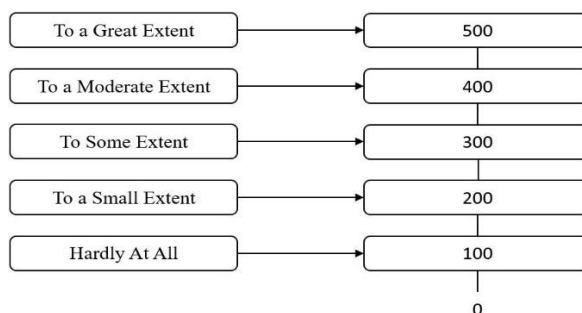 To a Great Extent 500
To a Moderate Extent 400
To Some Extent 300
To a Small Extent 200
Hardly At All 100
0